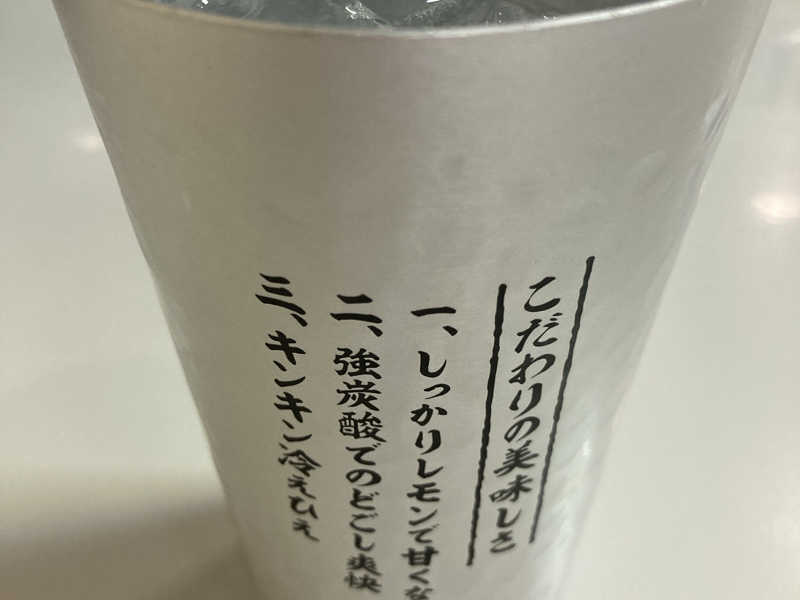 こだわりの美味しさ
一、しっかりレモンで甘くな
二、強炭酸でのどごし爽快
三、キンキン冷えひえ